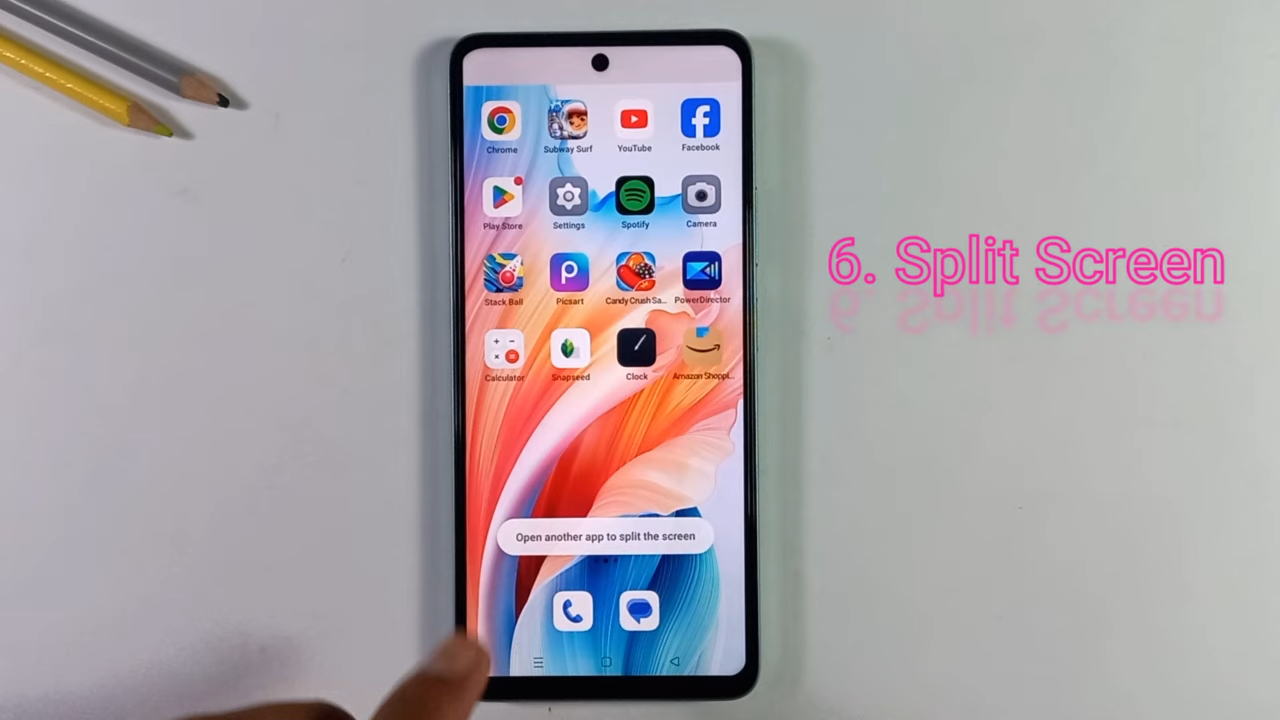 Chrome
Subway Surf
YouTube
Facebook
Play Store
Settings
Spotify
Camera
Stack Ball
Picsart
Candy Crush Sa...
PowerDirector
Calculator
Snapseed
Clock
Amazon Shoppi...
Open another app to split the screen
6. Split Screen